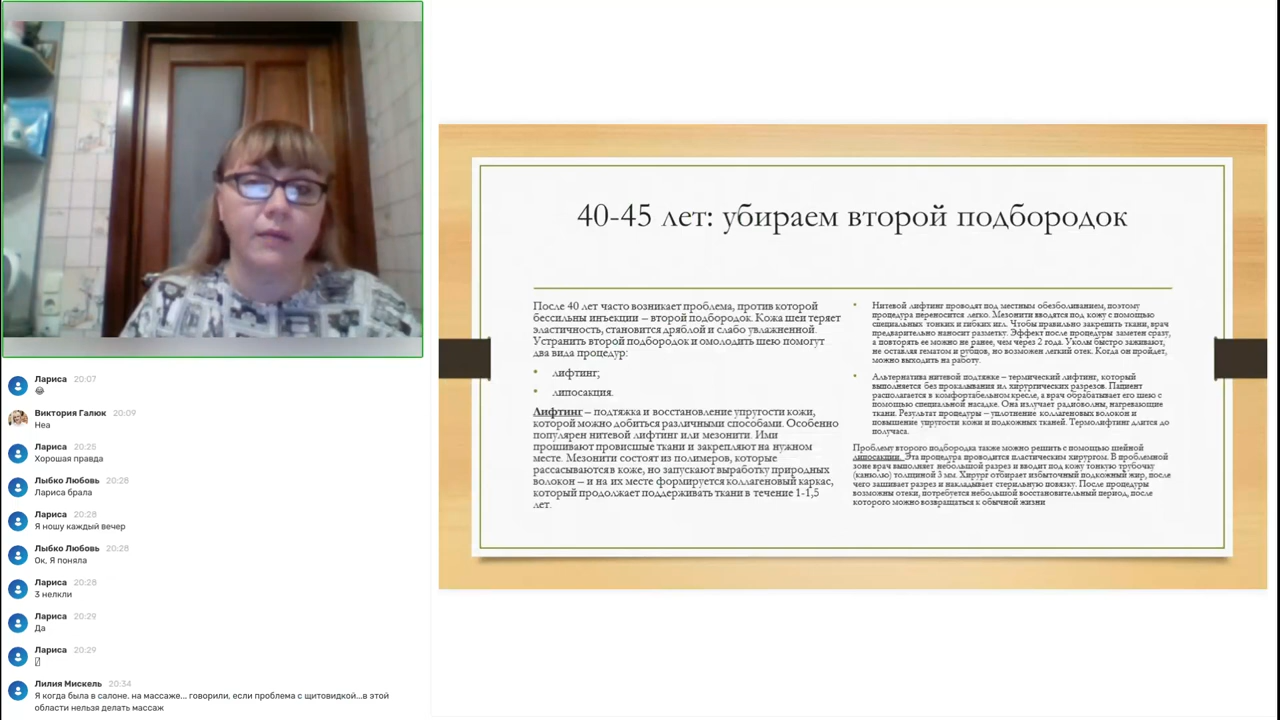 Лариса 20:07
😂
Виктория Галюк 20:09
Неа
Лариса 20:25
Хорошая правда
Лыбко Любовь 20:28
Лариса брала
Лариса 20:28
Я ношу каждый вечер
Лыбко Любовь 20:28
Ок, Я поняла
Лариса 20:28
3 нелкли
Лариса 20:29
Да
Лариса 20:29
Лилия Мискель 20:34
Я когда была в салоне. на массаже... говорили, если проблема с щитовидкой...в этой
области нельзя делать массаж
40-45 лет: убираем второй подбородок
После 40 лет часто возникает проблема, против которой
бессильны инъекции – второй подбородок. Кожа шеи теряет
эластичность, становится дряблой и слабо увлажненной.
Устранить второй подбородок и омолодить шею помогут
два вида процедур:
• лифтинг;
• липосакция.
Лифтинг – подтяжка и восстановление упругости кожи,
которой можно добиться различными способами. Особенно
популярен нитевой лифтинг или мезонити. Ими
прошивают провисшие ткани и закрепляют на нужном
месте. Мезонити состоят из полимеров, которые
рассасываются в коже, но запускают выработку природных
волокон – и на их месте формируется коллагеновый каркас,
который продолжает поддерживать ткани в течение 1-1,5
лет.
• Нитевой лифтинг проводят под местным обезболиванием, поэтому
процедура переносится легко. Мезонити вводятся под кожу с помощью
специальных тонких и гибких игл. Чтобы правильно закрепить ткани, врач
предварительно наносит разметку. Эффект после процедуры заметен сразу,
а повторять ее можно не ранее, чем через 2 года. Уколы быстро заживают,
не оставляя гематом и рубцов, но возможен легкий отек. Когда он пройдет,
можно выходить на работу.
• Альтернатива нитевой подтяжке – термический лифтинг, который
выполняется без прокалывания ил хирургических разрезов. Пациент
располагается в комфортабельном кресле, а врач обрабатывает его шею с
помощью специальной насадке. Она излучает радиоволны, нагревающие
ткани. Результат процедуры – уплотнение коллагеновых волокон и
повышение упругости кожи и подкожных тканей. Термолифтинг длится до
получаса.
Проблему второго подбородка также можно решить с помощью шейной
липосакции. Эта процедура проводится пластическим хирургом. В проблемной
зоне врач выполняет небольшой разрез и вводит под кожу тонкую трубочку
(канюлю) толщиной 3 мм. Хирург отбирает избыточный подкожный жир, после
чего зашивает разрез и накладывает стерильную повязку. После процедуры
возможны отеки, потребуется небольшой восстановительный период, после
которого можно возвращаться к обычной жизни